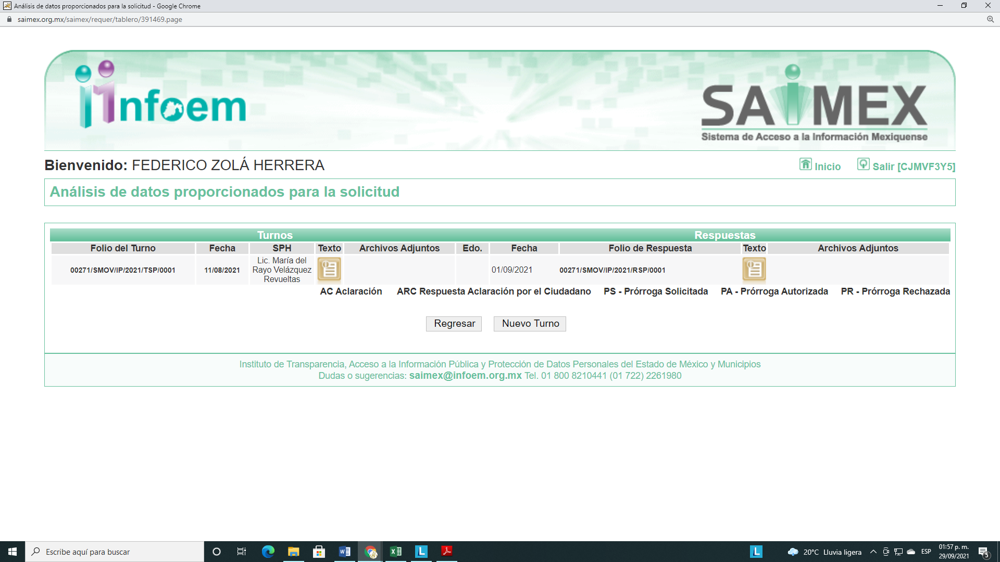 Análisis de datos proporcionados para la solicitud - Google Chrome
saimex.org.mx/saimex/requer/tablero/391469.page
infoem
SAIMEX
Sistema de Acceso a la Información Mexiquense
Bienvenido: FEDERICO ZOLÁ HERRERA
Inicio
Salir [CJMVF3Y5]
Análisis de datos proporcionados para la solicitud
Turnos Respuestas
Folio del Turno Fecha SPH Texto Archivos Adjuntos Edo. Fecha Folio de Respuesta Texto Archivos Adjuntos
00271/SMOV/IP/2021/TSP/0001 11/08/2021 Lic. María del
Rayo Velázquez
Revueltas
01/09/2021 00271/SMOV/IP/2021/RSP/0001
AC Aclaración ARC Respuesta Aclaración por el Ciudadano PS - Prórroga Solicitada PA - Prórroga Autorizada PR - Prórroga Rechazada
Regresar Nuevo Turno
Instituto de Transparencia, Acceso a la Información Pública y Protección de Datos Personales del Estado de México y Municipios
Dudas o sugerencias: saimex@infoem.org.mx Tel. 01 800 8210441 (01 722) 2261980
Escribe aquí para buscar
20°C Lluvia ligera
ESP
01:57 p. m.
29/09/2021
5